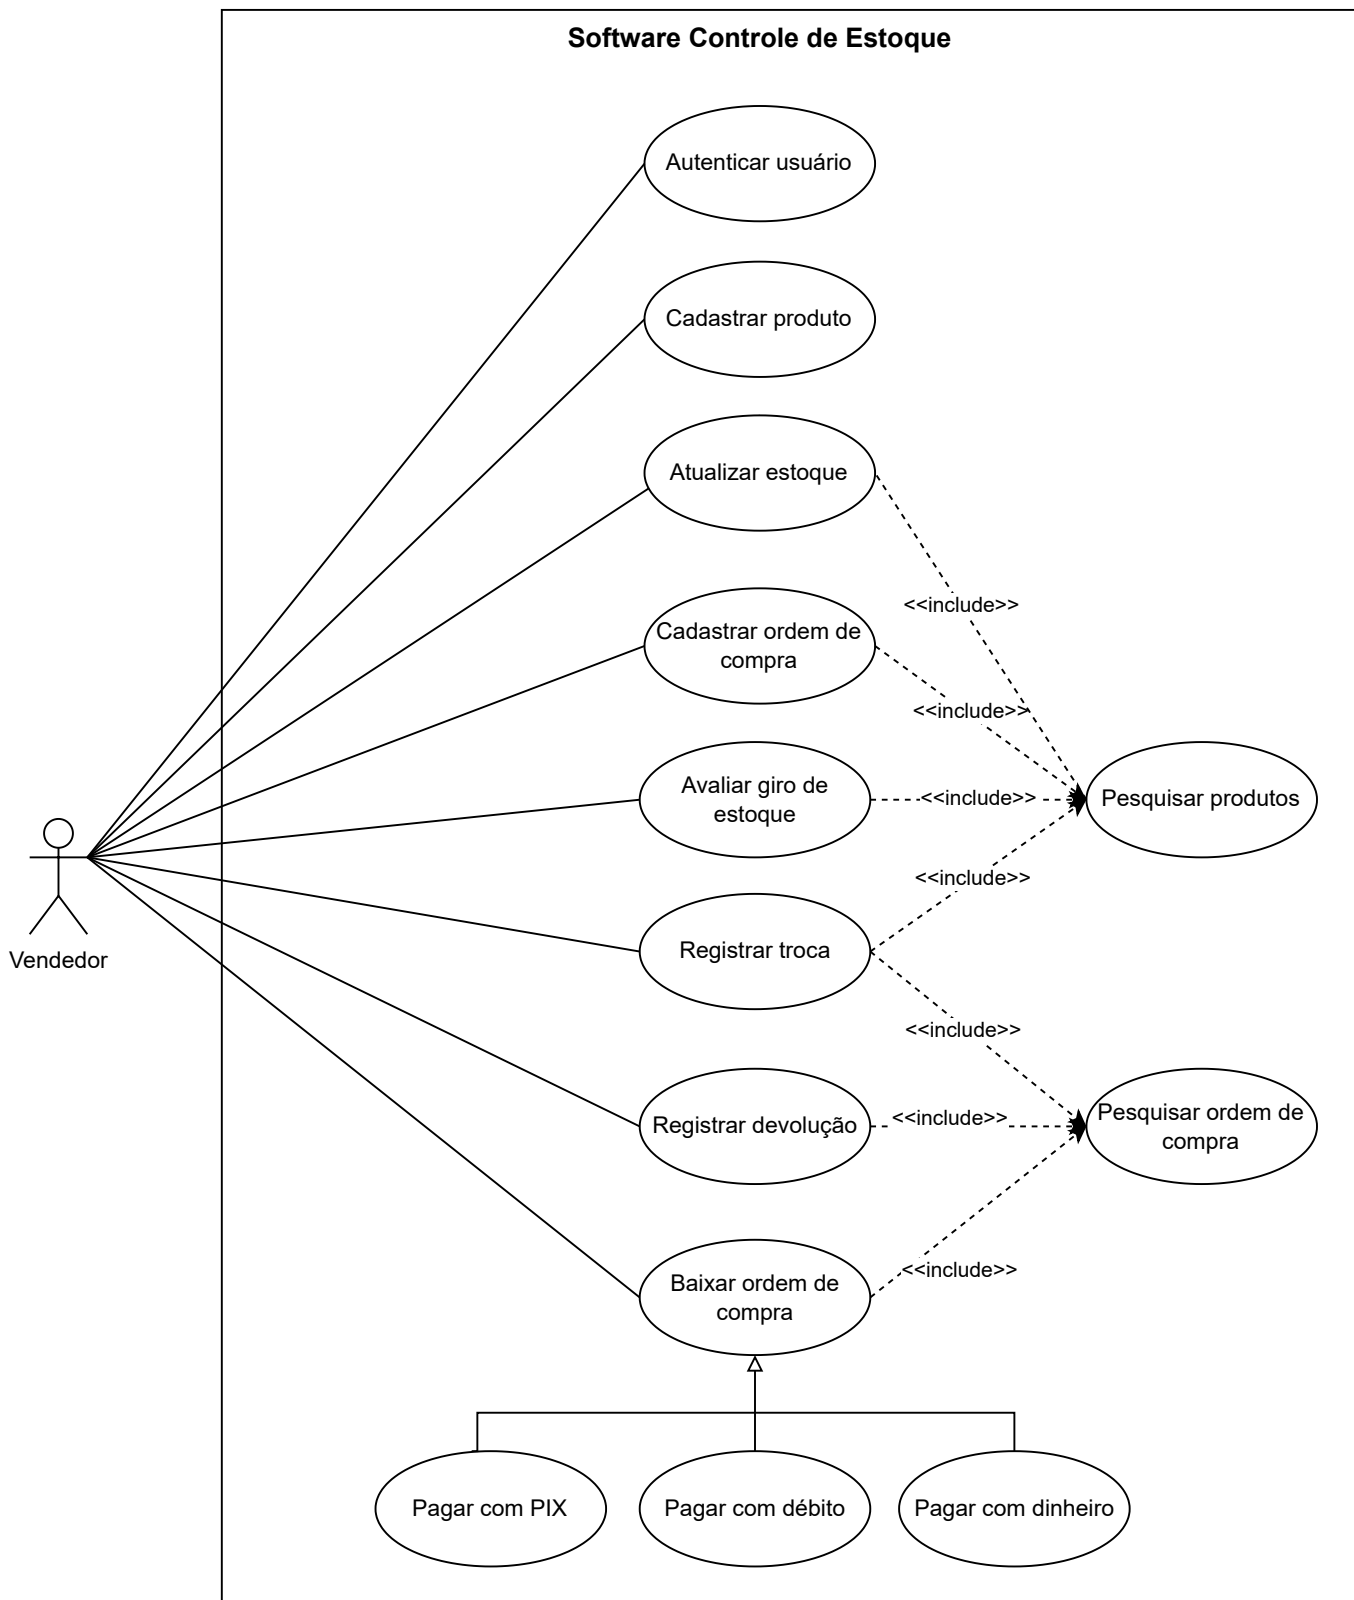 Software Controle de Estoque
Autenticar usuário
Cadastrar produto
Atualizar estoque
<<include>>
Cadastrar ordem de
compra
<<include>>
Avaliar giro de
estoque
<<include>>
Pesquisar produtos
<<include>>
Registrar troca
Vendedor
<<include>>
Registrar devolução
<<include>>
Pesquisar ordem de
compra
<<include>>
Baixar ordem de
compra
Pagar com PIX
Pagar com débito
Pagar com dinheiro